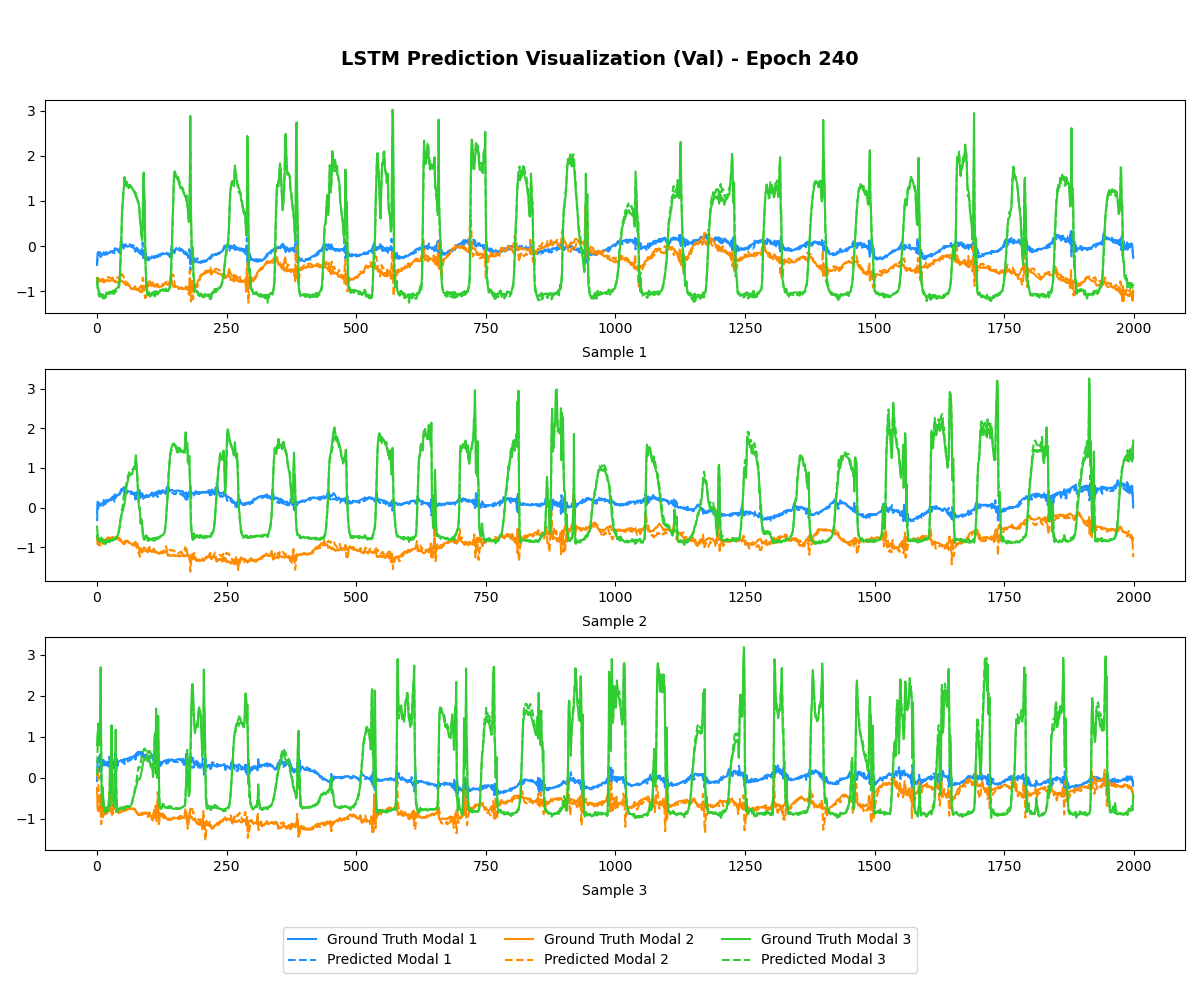 LSTM Prediction Visualization (Val) - Epoch 240
3
2
1
0
−1
0 250 500 750 1000 1250 1500 1750 2000
Sample 1
3
2
1
0
−1
0 250 500 750 1000 1250 1500 1750 2000
Sample 2
3
2
1
0
−1
0 250 500 750 1000 1250 1500 1750 2000
Sample 3
Ground Truth Modal 1 Ground Truth Modal 2 Ground Truth Modal 3
Predicted Modal 1 Predicted Modal 2 Predicted Modal 3